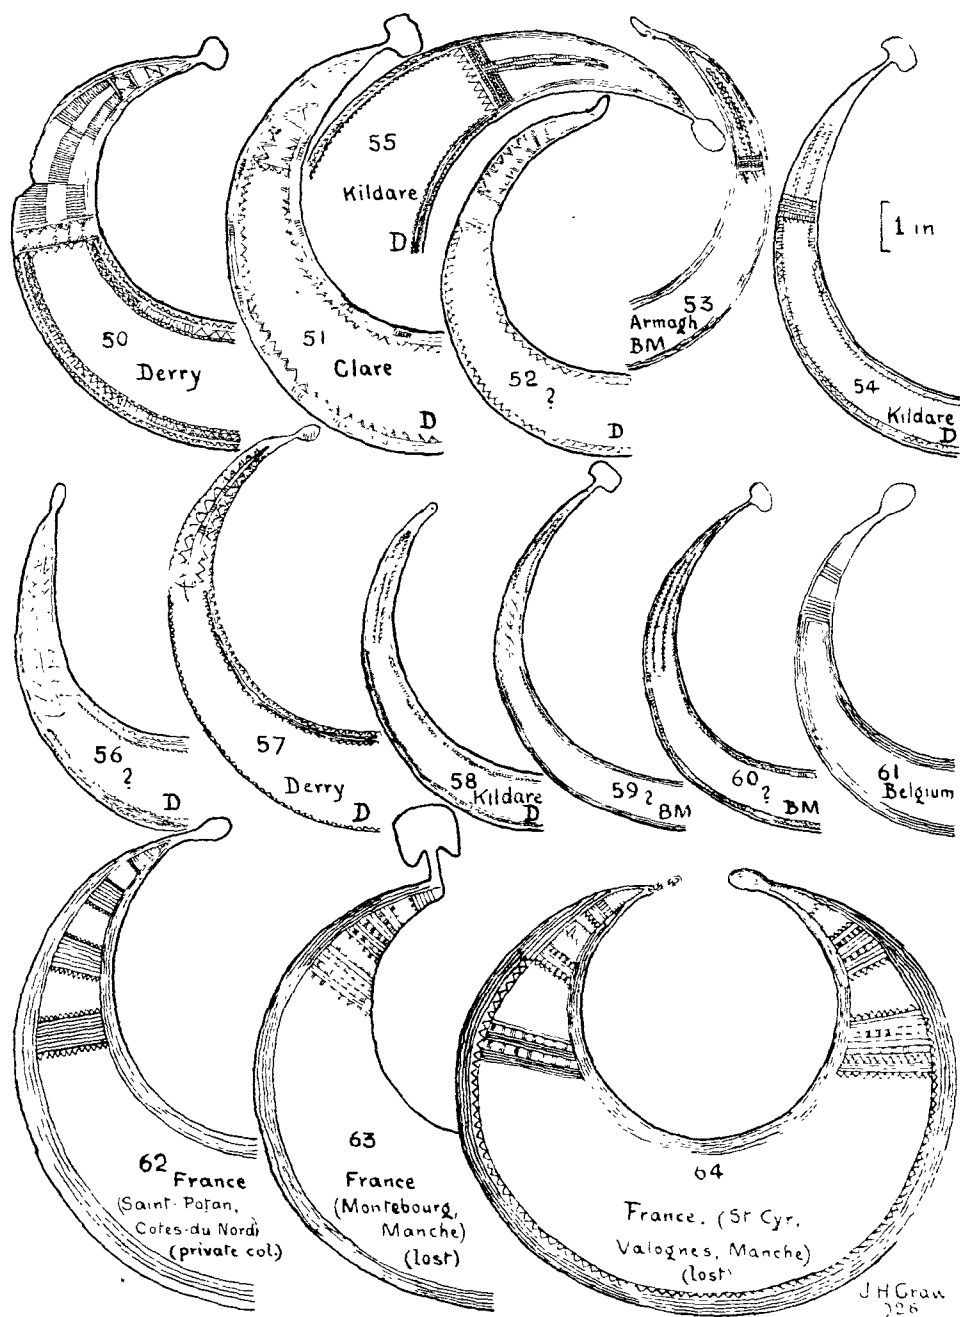 50
Derry
51
Clare
D
55
Kildare
D
52
?
D
53
Armagh
BM
54
Kildare
D
1 in
56
?
D
57
Derry
D
58
Kildare
D
59 ?
BM
60 ?
BM
61
Belgium
62
France
(Saint-Potan,
Cotes-du Nord)
(private col.)
63
France
(Montebourg,
Manche)
(lost)
64
France. (St Cyr,
Valognes, Manche)
(lost)
J H Craw